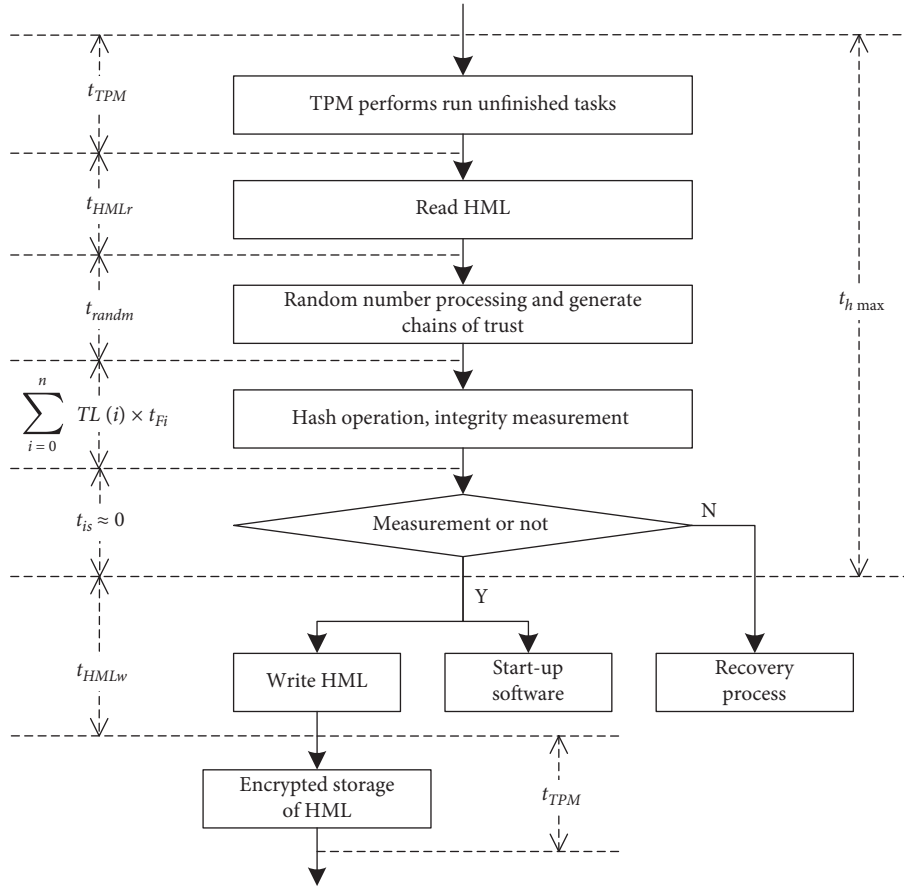 t_TPM
TPM performs run unfinished tasks
t_HMLr
Read HML
t_randm
Random number processing and generate
chains of trust
t_h max
n
∑ TL (i) × t_Fi
i = 0
Hash operation, integrity measurement
t_is ≈ 0
Measurement or not
N
Y
t_HMLw
Write HML
Start-up
software
Recovery
process
Encrypted storage
of HML
t_TPM